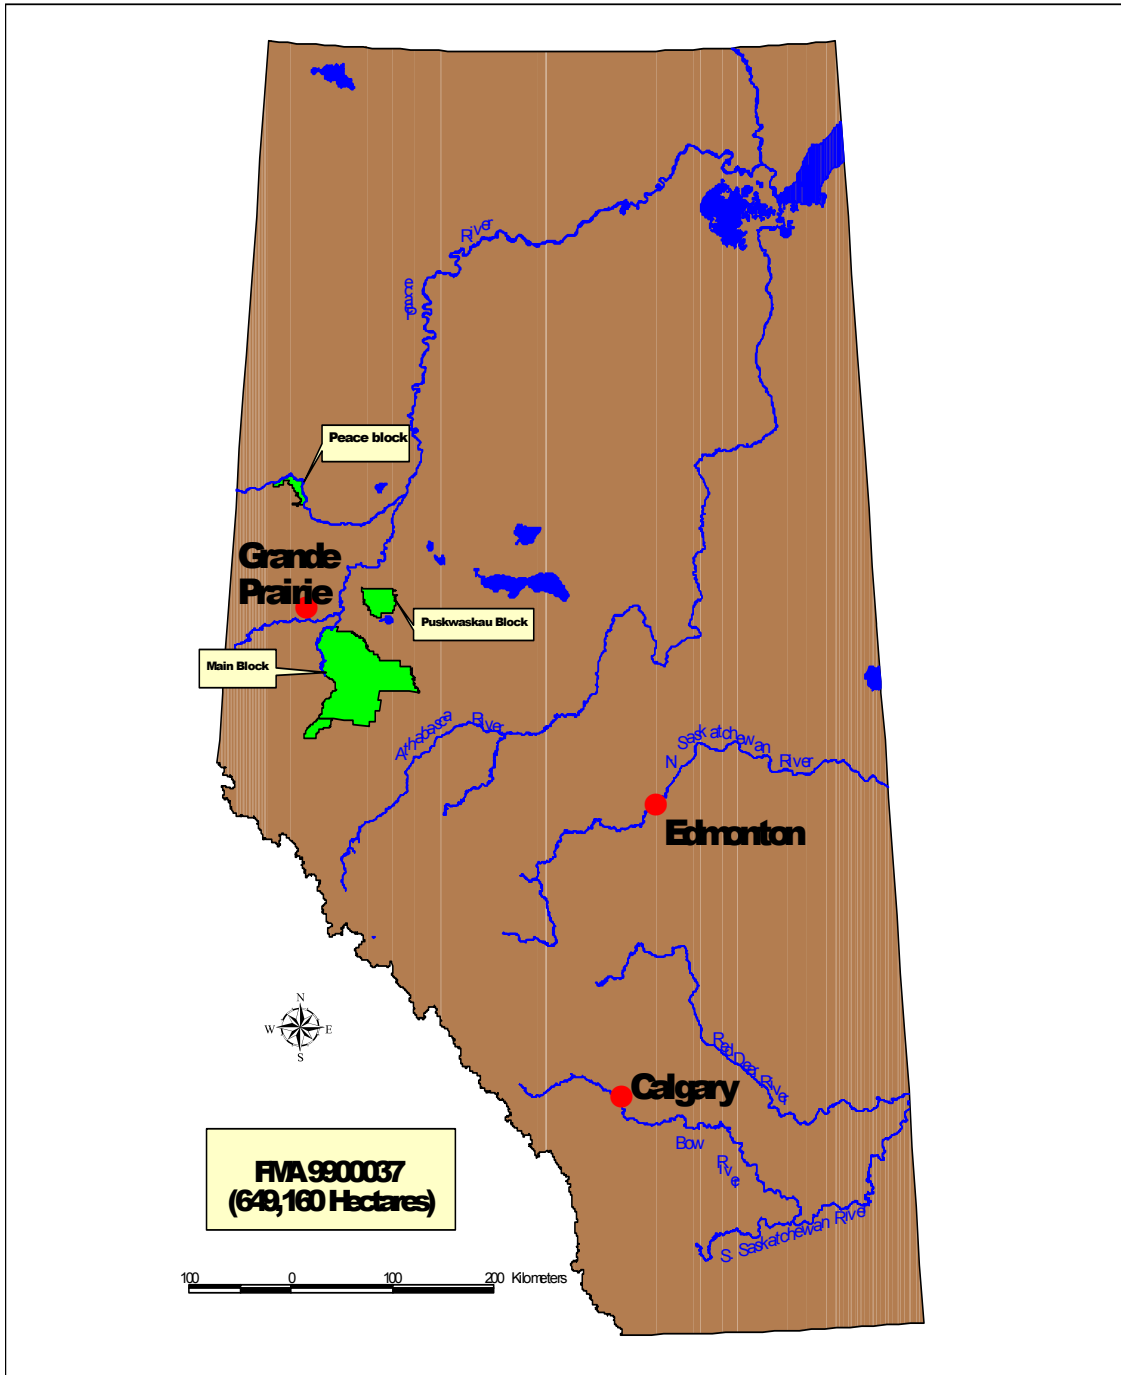 River
Peace
Peace block
Grande
Prairie
Puskwaskau Block
Main Block
Athabasca River
N Saskatchewan River
Edmonton
N
W E
S
Red Deer River
Calgary
Bow River
FMA 9900037
(649,160 Hectares)
S. Saskatchewan River
100 0 100 200 Kilometers